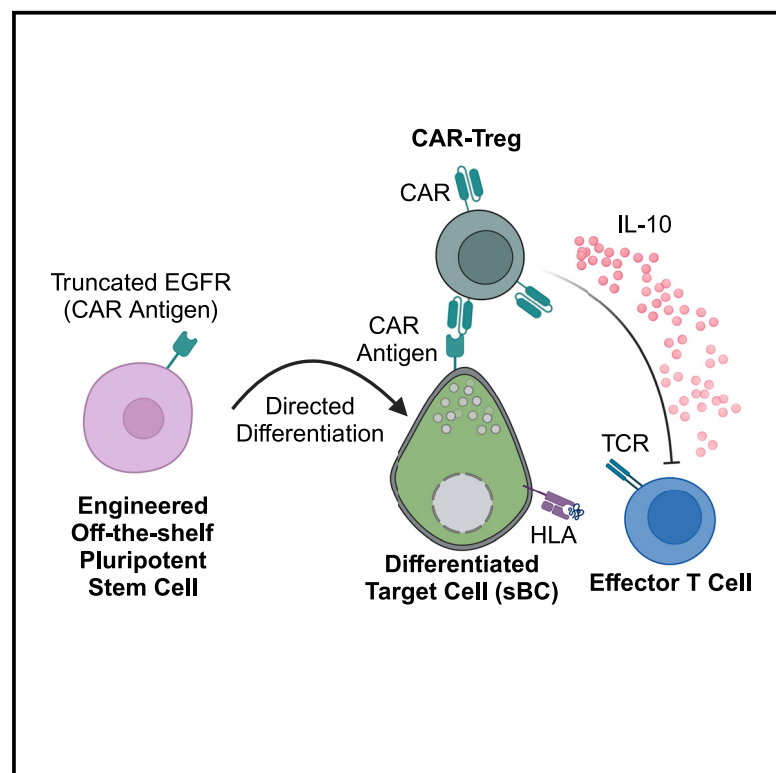 CAR-Treg
CAR
IL-10
Truncated EGFR
(CAR Antigen)
CAR
Antigen
Directed
Differentiation
TCR
HLA
Engineered
Off-the-shelf
Pluripotent
Stem Cell
Differentiated
Target Cell (sBC)
Effector T Cell